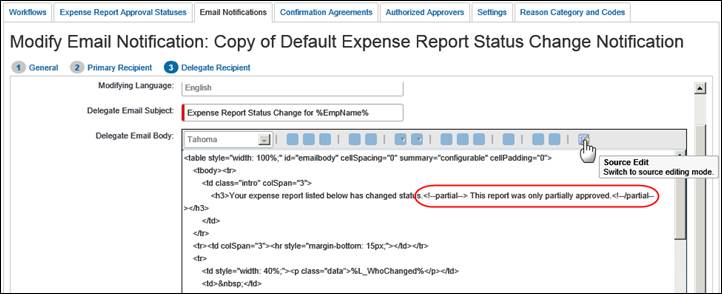 Workflows Expense Report Approval Statuses Email Notifications Confirmation Agreements Authorized Approvers Settings Reason Category and Codes
Modify Email Notification: Copy of Default Expense Report Status Change Notification
1 General 2 Primary Recipient 3 Delegate Recipient
Modifying Language: English
Delegate Email Subject: Expense Report Status Change for %EmpName%
Delegate Email Body: Tahoma
Source Edit
Switch to source editing mode.
<table style="width: 100%," id="emailbody" cellSpacing="0" summary="configurable" cellPadding="0">
<tbody><tr>
<td class="intro" colSpan="3">
<h3>Your expense report listed below has changed status.<!--partial--> This report was only partially approved.<!--/partial--
></h3>
</td>
</tr>
<tr><td colSpan="3"><hr style="margin-bottom: 15px;"></td></tr>
<tr>
<td style="width: 40%;"><p class="data">%L_WhoChanged%</p></td>
<td>&nbsp;</td>